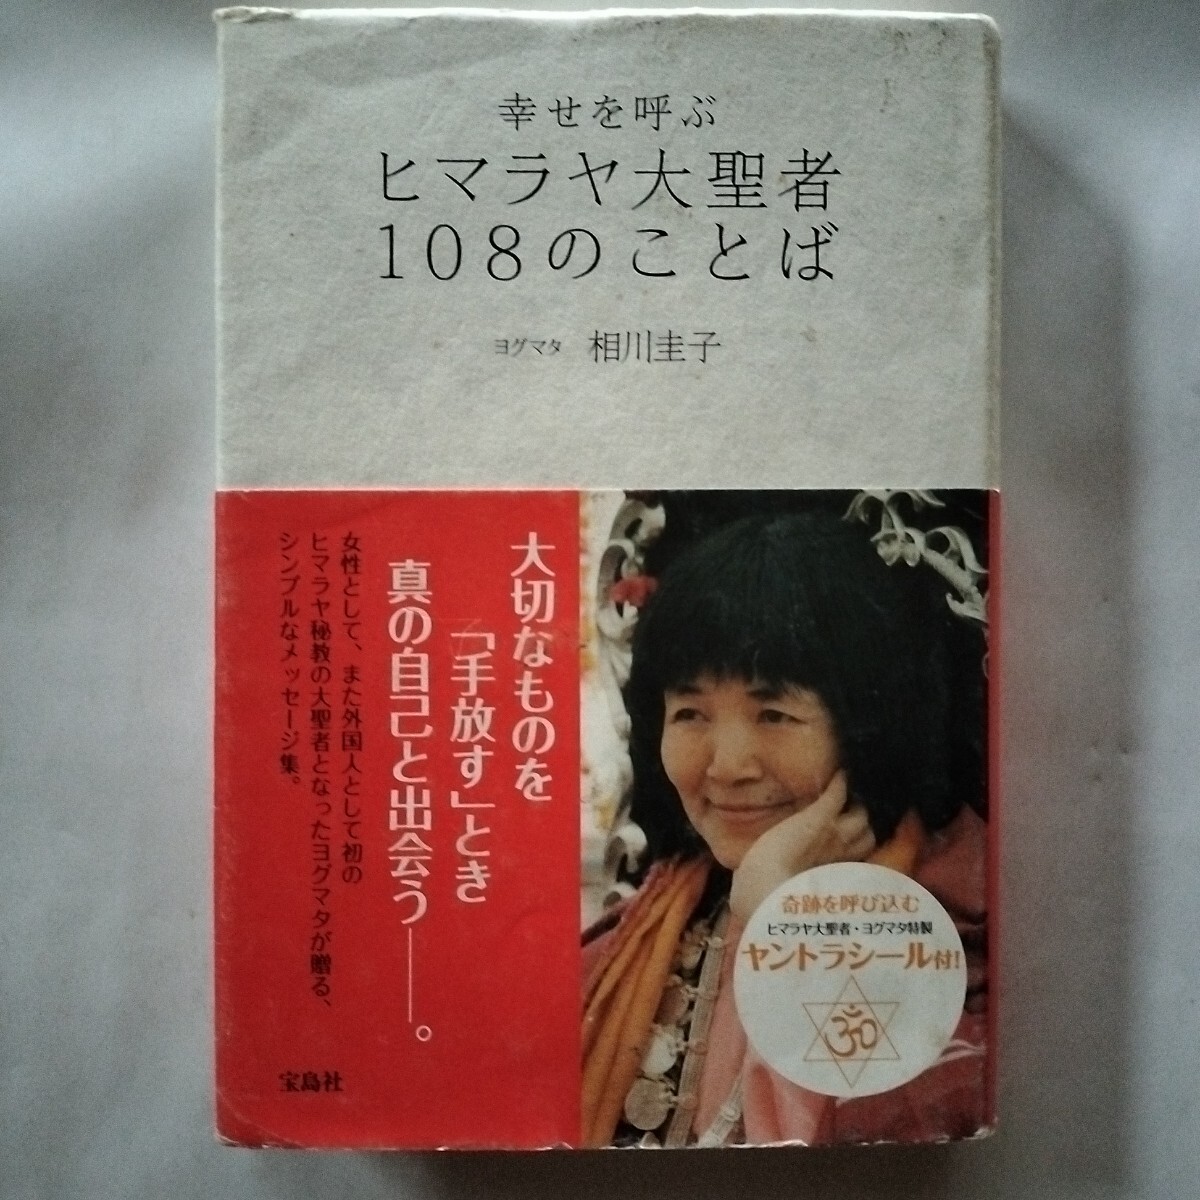 幸せを呼ぶ
ヒマラヤ大聖者
108のことば
ヨグマタ 相川圭子
大切なものを
「手放す」とき
真の自己と出会う――。
女性として、また外国人として初の
ヒマラヤ秘教の大聖者となったヨグマタが贈る、
シンプルなメッセージ集。
宝島社
奇跡を呼び込む
ヒマラヤ大聖者・ヨグマタ特製
ヤントラシール付!
ॐ